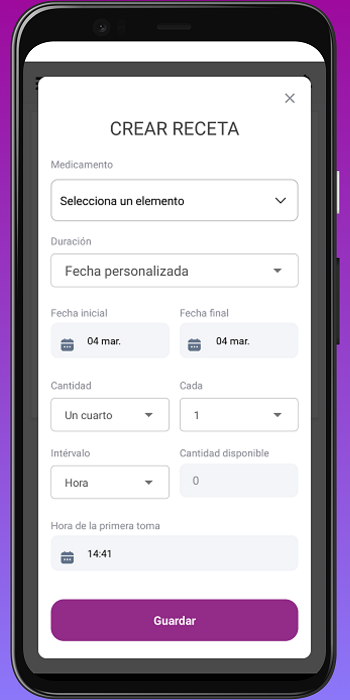 CREAR RECETA
Medicamento
Selecciona un elemento
Duración
Fecha personalizada
Fecha inicial Fecha final
04 mar. 04 mar.
Cantidad Cada
Un cuarto 1
Intérvalo Cantidad disponible
Hora 0
Hora de la primera toma
14:41
Guardar